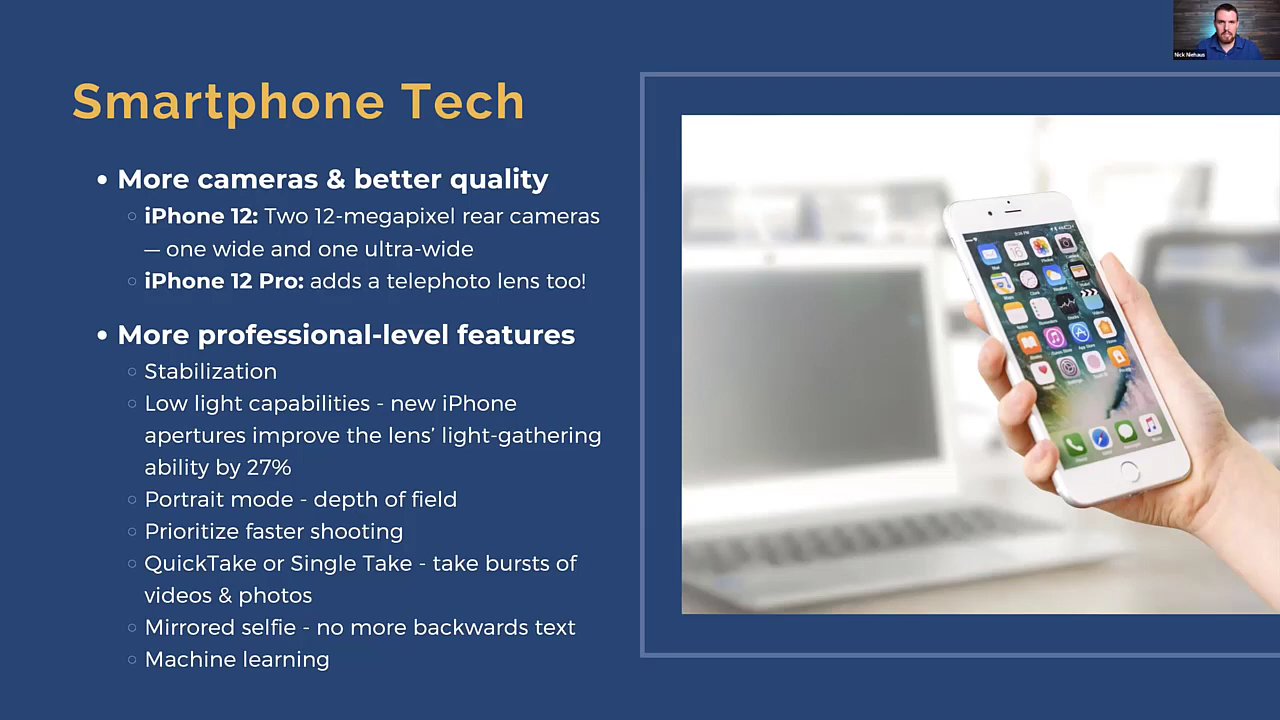 Nick Niehaus
Smartphone Tech
• More cameras & better quality
○ iPhone 12: Two 12-megapixel rear cameras
— one wide and one ultra-wide
○ iPhone 12 Pro: adds a telephoto lens too!
• More professional-level features
○ Stabilization
○ Low light capabilities - new iPhone
apertures improve the lens’ light-gathering
ability by 27%
○ Portrait mode - depth of field
○ Prioritize faster shooting
○ QuickTake or Single Take - take bursts of
videos & photos
○ Mirrored selfie - no more backwards text
○ Machine learning